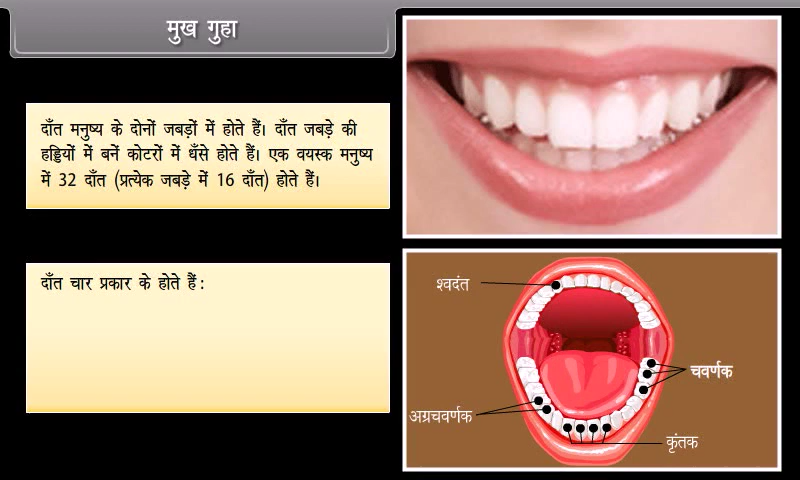 मुख गुहा
दाँत मनुष्य के दोनों जबड़ों में होते हैं। दाँत जबड़े की
हड्डियों में बनें कोटरों में धँसे होते हैं। एक वयस्क मनुष्य
में 32 दाँत (प्रत्येक जबड़े में 16 दाँत) होते हैं।
दाँत चार प्रकार के होते हैं :
श्वदंत
चवर्णक
अग्रचवर्णक
कृंतक